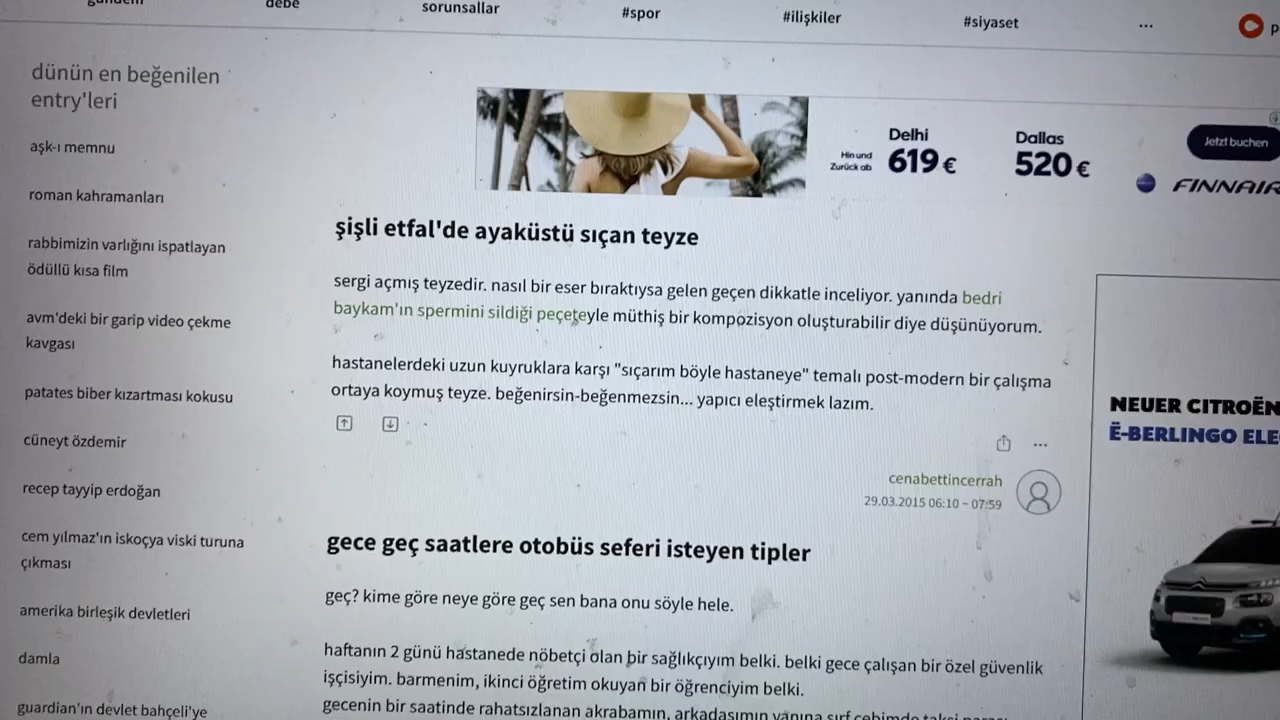 gündem
debe
sorunsallar
#spor
#ilişkiler
#siyaset
...
dünün en beğenilen
entry'leri
aşk-ı memnu
roman kahramanları
rabbimizin varlığını ispatlayan
ödüllü kısa film
avm'deki bir garip video çekme
kavgası
patates biber kızartması kokusu
cüneyt özdemir
recep tayyip erdoğan
cem yılmaz'ın iskoçya viski turuna
çıkması
amerika birleşik devletleri
damla
guardian'ın devlet bahçeli'ye
Hin und
Zurück ab
Delhi
619 €
Dallas
520 €
Jetzt buchen
FINNAIR
şişli etfal'de ayaküstü sıçan teyze
sergi açmış teyzedir. nasıl bir eser bıraktıysa gelen geçen dikkatle inceliyor. yanında bedri
baykam'ın spermini sildiği peçeteyle müthiş bir kompozisyon oluşturabilir diye düşünüyorum.
hastanelerdeki uzun kuyruklara karşı "sıçarım böyle hastaneye" temalı post-modern bir çalışma
ortaya koymuş teyze. beğenirsin-beğenmezsin... yapıcı eleştirmek lazım.
cenabettincerrah
29.03.2015 06:10 ~ 07:59
gece geç saatlere otobüs seferi isteyen tipler
geç? kime göre neye göre geç sen bana onu söyle hele.
haftanın 2 günü hastanede nöbetçi olan bir sağlıkçıyım belki. belki gece çalışan bir özel güvenlik
işçisiyim. barmenim, ikinci öğretim okuyan bir öğrenciyim belki.
gecenin bir saatinde rahatsızlanan akrabamın, arkadaşımın yanına sırf cebimde taksi parası
NEUER CITROËN
Ë-BERLINGO ELE